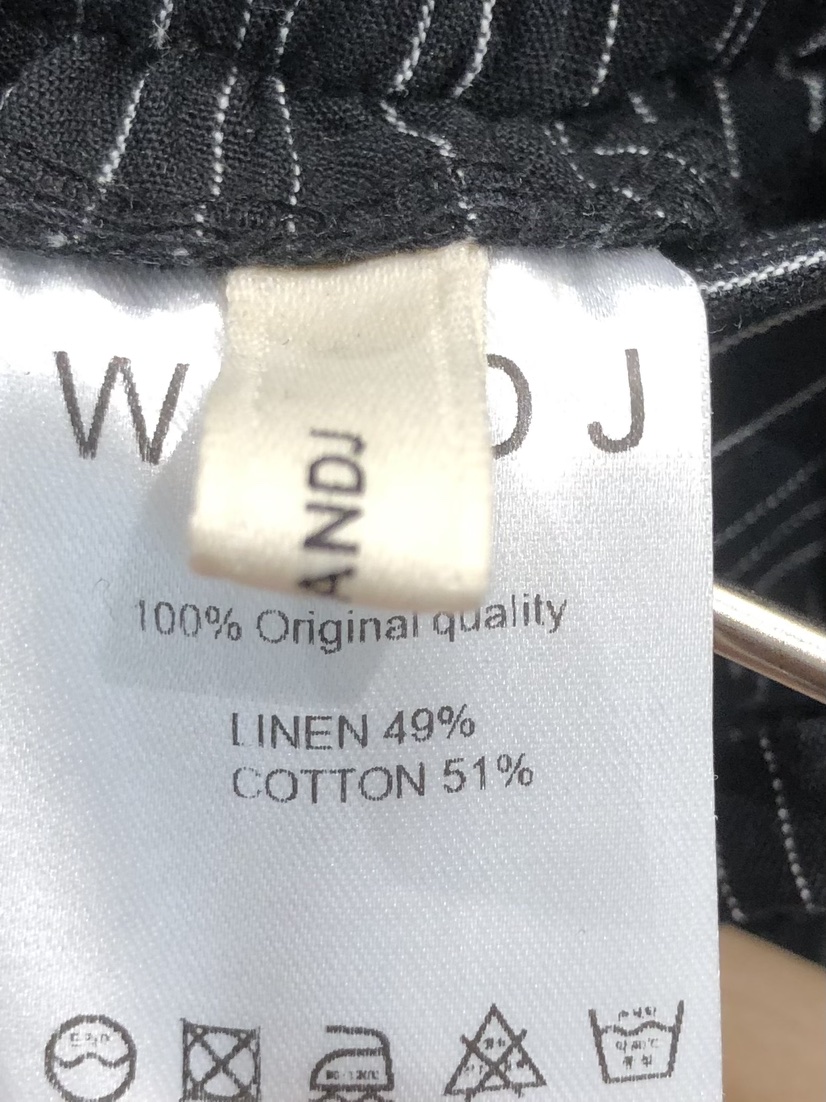 W D J
ANDJ
100% Original quality
LINEN 49%
COTTON 51%